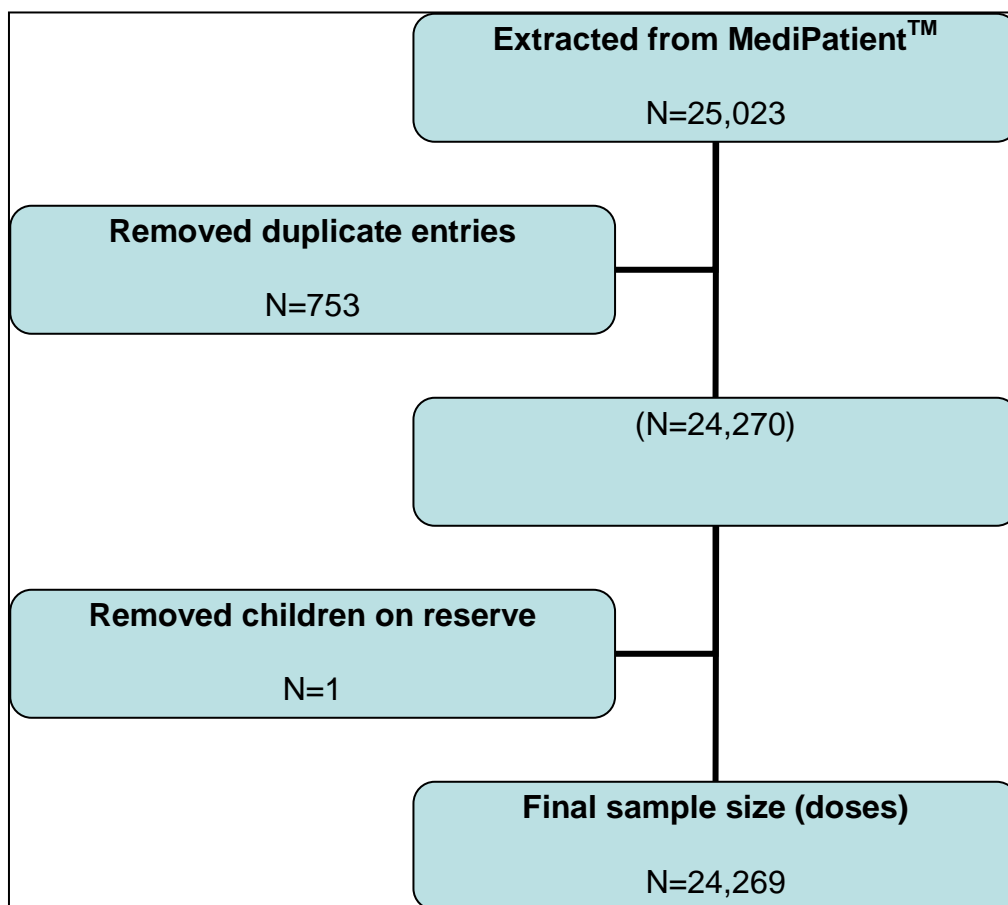 Extracted from MediPatient™
N=25,023
Removed duplicate entries
N=753
(N=24,270)
Removed children on reserve
N=1
Final sample size (doses)
N=24,269